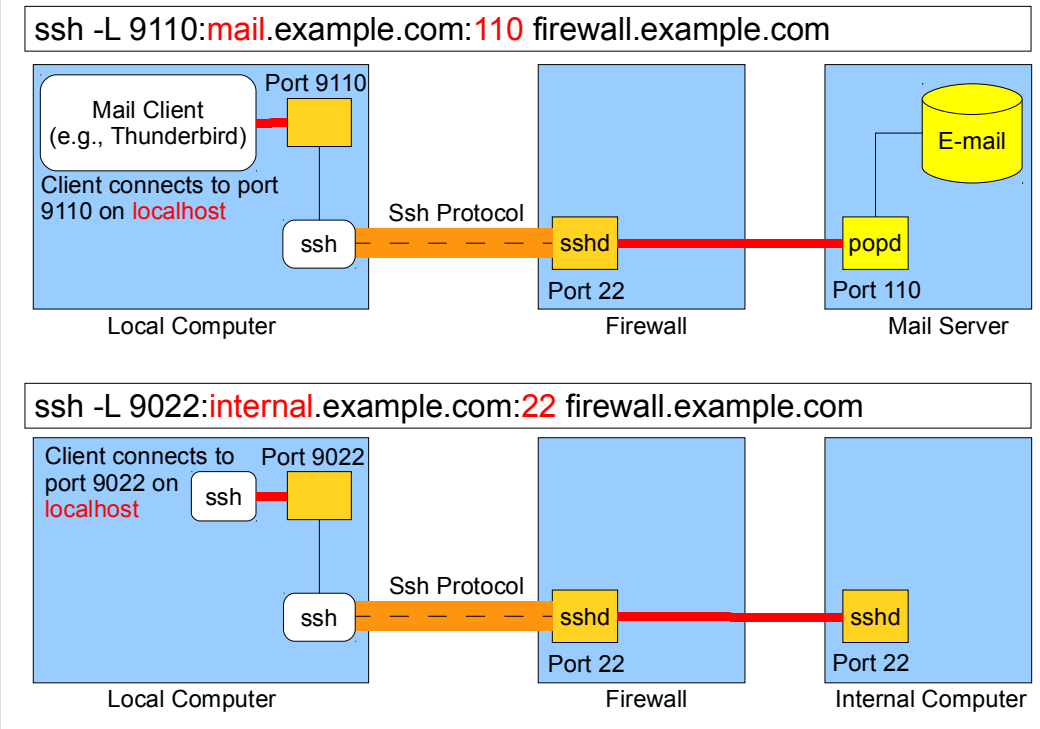 ssh -L 9110:mail.example.com:110 firewall.example.com
Port 9110
Mail Client
(e.g., Thunderbird)
Client connects to port
9110 on localhost
ssh
Ssh Protocol
sshd
Port 22
E-mail
popd
Port 110
Local Computer
Firewall
Mail Server
ssh -L 9022:internal.example.com:22 firewall.example.com
Client connects to
port 9022 on
localhost
Port 9022
ssh
ssh
Ssh Protocol
sshd
Port 22
sshd
Port 22
Local Computer
Firewall
Internal Computer